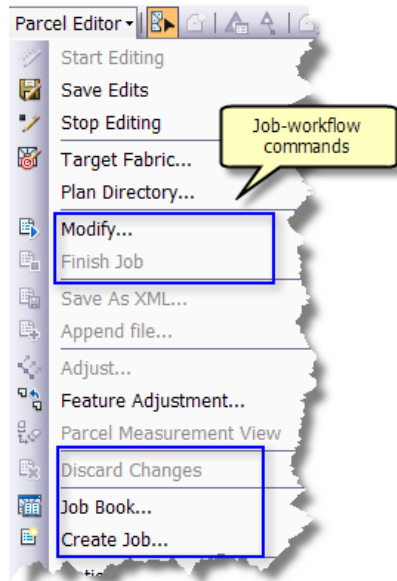 Parcel Editor
Start Editing
Save Edits
Stop Editing
Job-workflow
commands
Target Fabric...
Plan Directory...
Modify...
Finish Job
Save As XML...
Append file...
Adjust...
Feature Adjustment...
Parcel Measurement View
Discard Changes
Job Book...
Create Job...